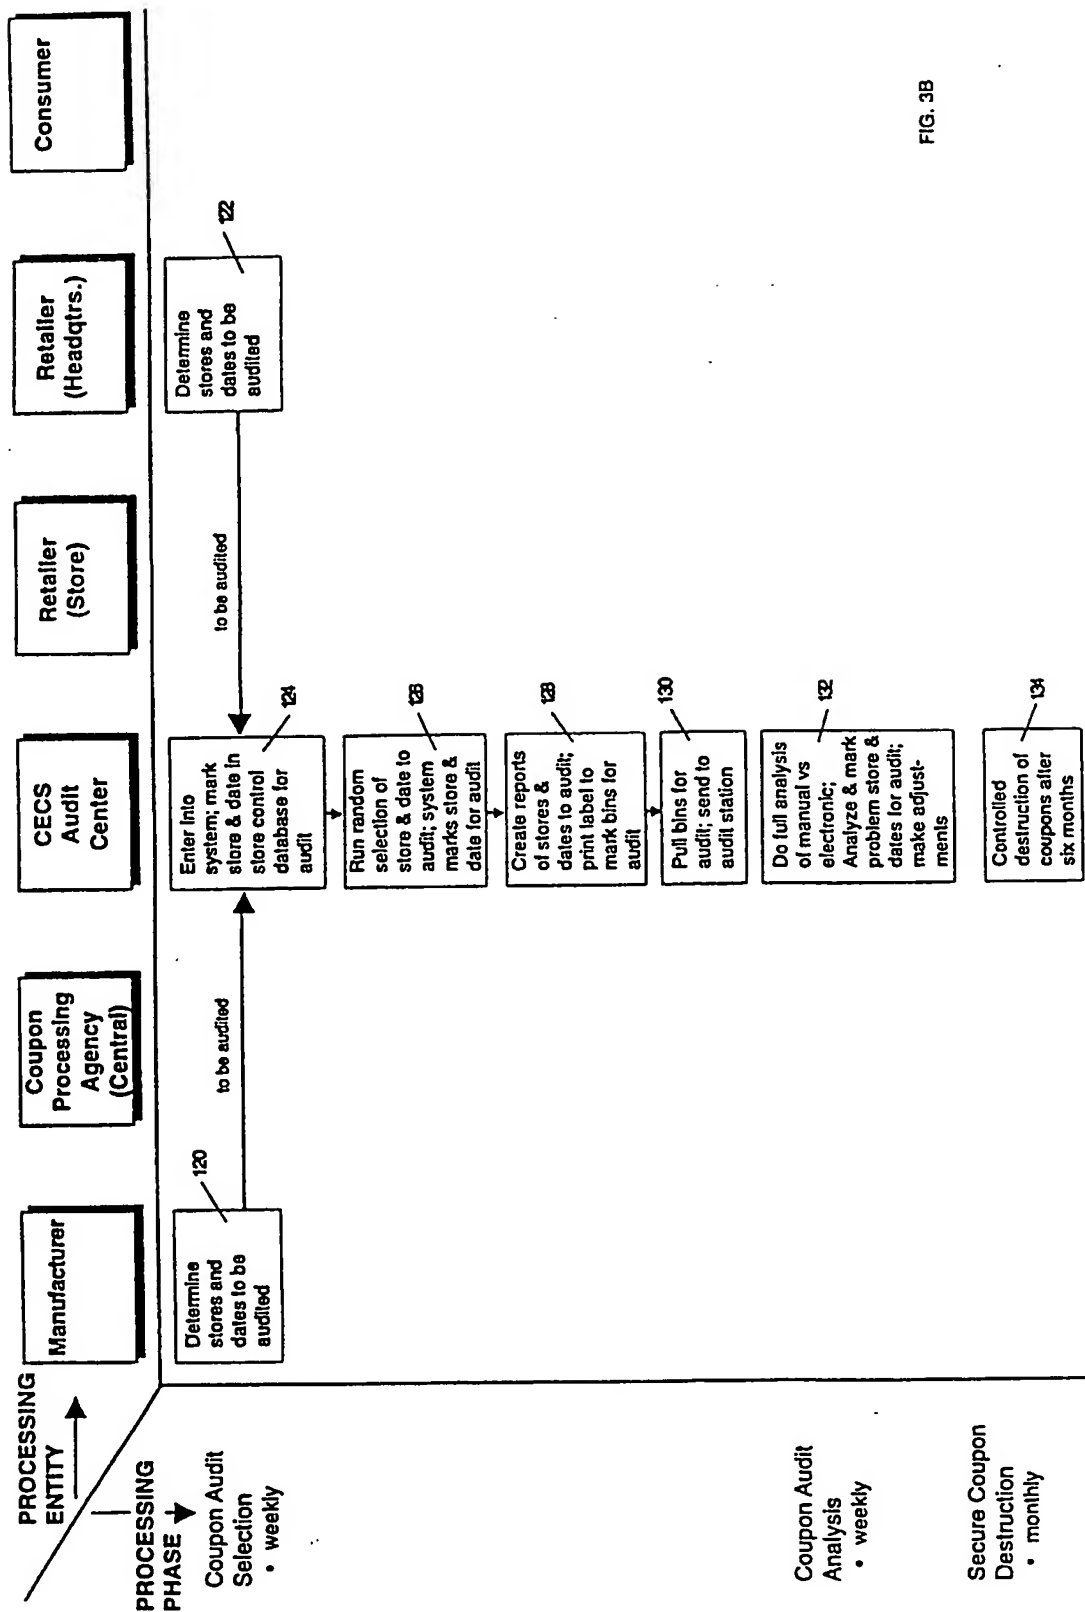 PROCESSING
ENTITY
PROCESSING
PHASE
Manufacturer
Coupon
Processing
Agency
(Central)
CECS
Audit
Center
Retailer
(Store)
Retailer
(Headqtrs.)
Consumer
Coupon Audit
Selection
• weekly
Determine
stores and
dates to be
audited
120
to be audited
Enter into
system; mark
store & date in
store control
database for
audit
124
to be audited
Determine
stores and
dates to be
audited
122
Run random
selection of
store & date to
audit; system
marks store &
date for audit
126
Create reports
of stores &
dates to audit;
print label to
mark bins for
audit
128
Pull bins for
audit; send to
audit station
130
Coupon Audit
Analysis
• weekly
Do full analysis
of manual vs
electronic;
Analyze & mark
problem store &
dates for audit;
make adjust-
ments
132
Secure Coupon
Destruction
• monthly
Controlled
destruction of
coupons after
six months
134
FIG. 3B